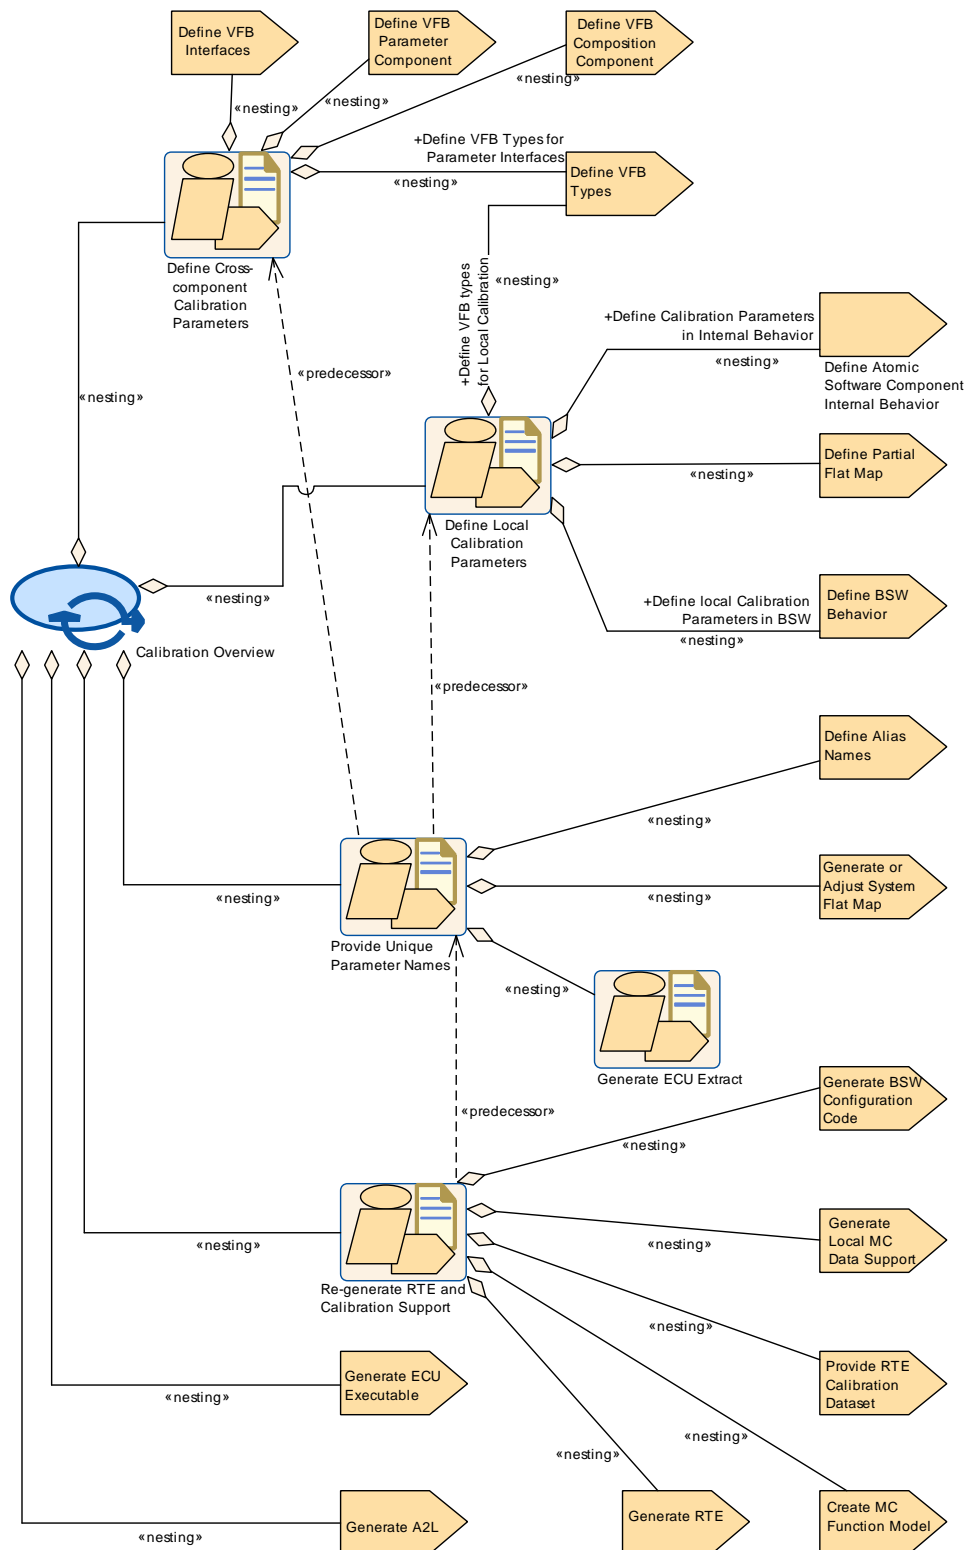 Define VFB
Interfaces
Define VFB
Parameter
Component
Define VFB
Composition
Component
«nesting»
«nesting»
«nesting»
+Define VFB Types for
Parameter Interfaces
«nesting»
Define VFB
Types
Define Cross-
component
Calibration
Parameters
«nesting»
+Define VFB types
for Local Calibration
«nesting»
+Define Calibration Parameters
in Internal Behavior
«nesting»
Define Atomic
Software Component
Internal Behavior
«predecessor»
«nesting»
Define Partial
Flat Map
«nesting»
Define Local
Calibration
Parameters
«nesting»
+Define local Calibration
Parameters in BSW
«nesting»
Define BSW
Behavior
Calibration Overview
«predecessor»
Define Alias
Names
«nesting»
Generate or
Adjust System
Flat Map
«nesting»
«nesting»
Provide Unique
Parameter Names
«nesting»
Generate ECU Extract
Generate BSW
Configuration
Code
«predecessor»
«nesting»
Generate
Local MC
Data Support
«nesting»
«nesting»
Re-generate RTE and
Calibration Support
«nesting»
Provide RTE
Calibration
Dataset
Generate ECU
Executable
«nesting»
«nesting»
«nesting»
Generate A2L
«nesting»
Generate RTE
Create MC
Function Model